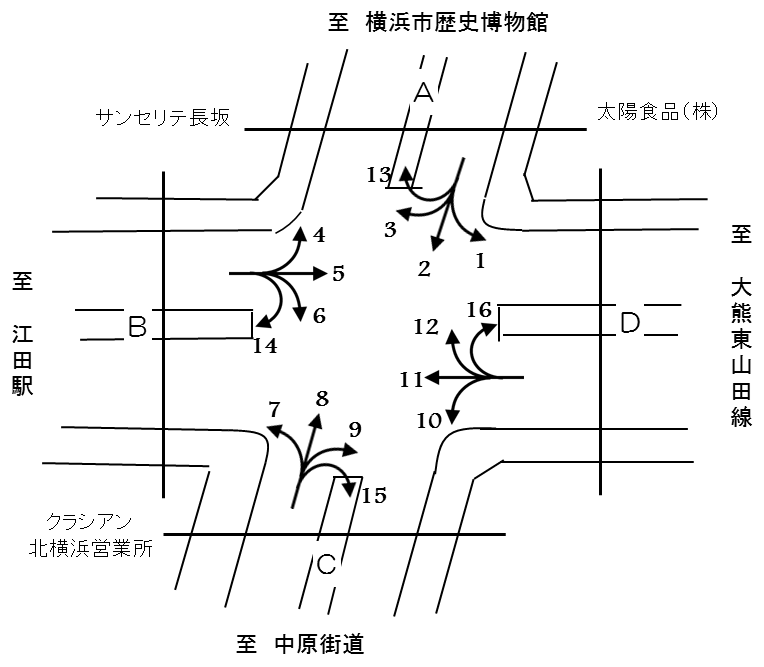 至 横浜市歴史博物館
サンセリテ長坂
A
太陽食品(株)
13
3
2
1
4
5
6
14
至 江田駅
B
16
12
11
10
D
至 大熊東山田線
7
8
9
15
クラシアン
北横浜営業所
C
至 中原街道